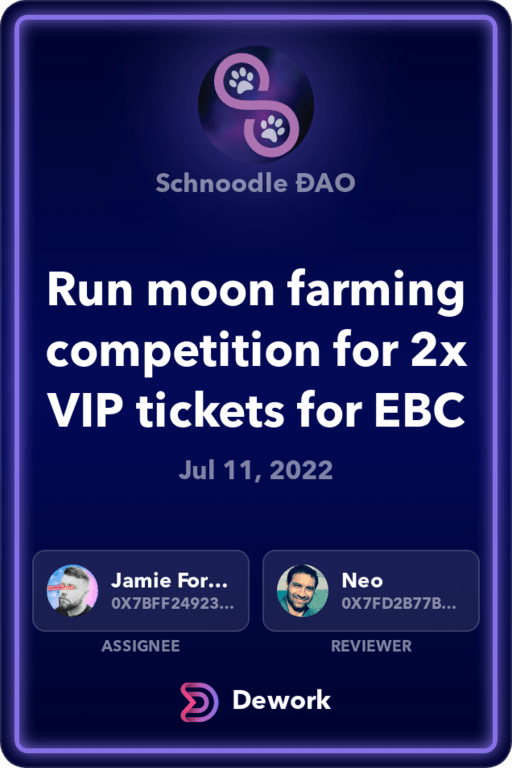 Schnoodle ÐAO
Run moon farming
competition for 2x
VIP tickets for EBC
Jul 11, 2022
Jamie For...
0X7BFF24923...
ASSIGNEE
Neo
0X7FD2B77B...
REVIEWER
Dework